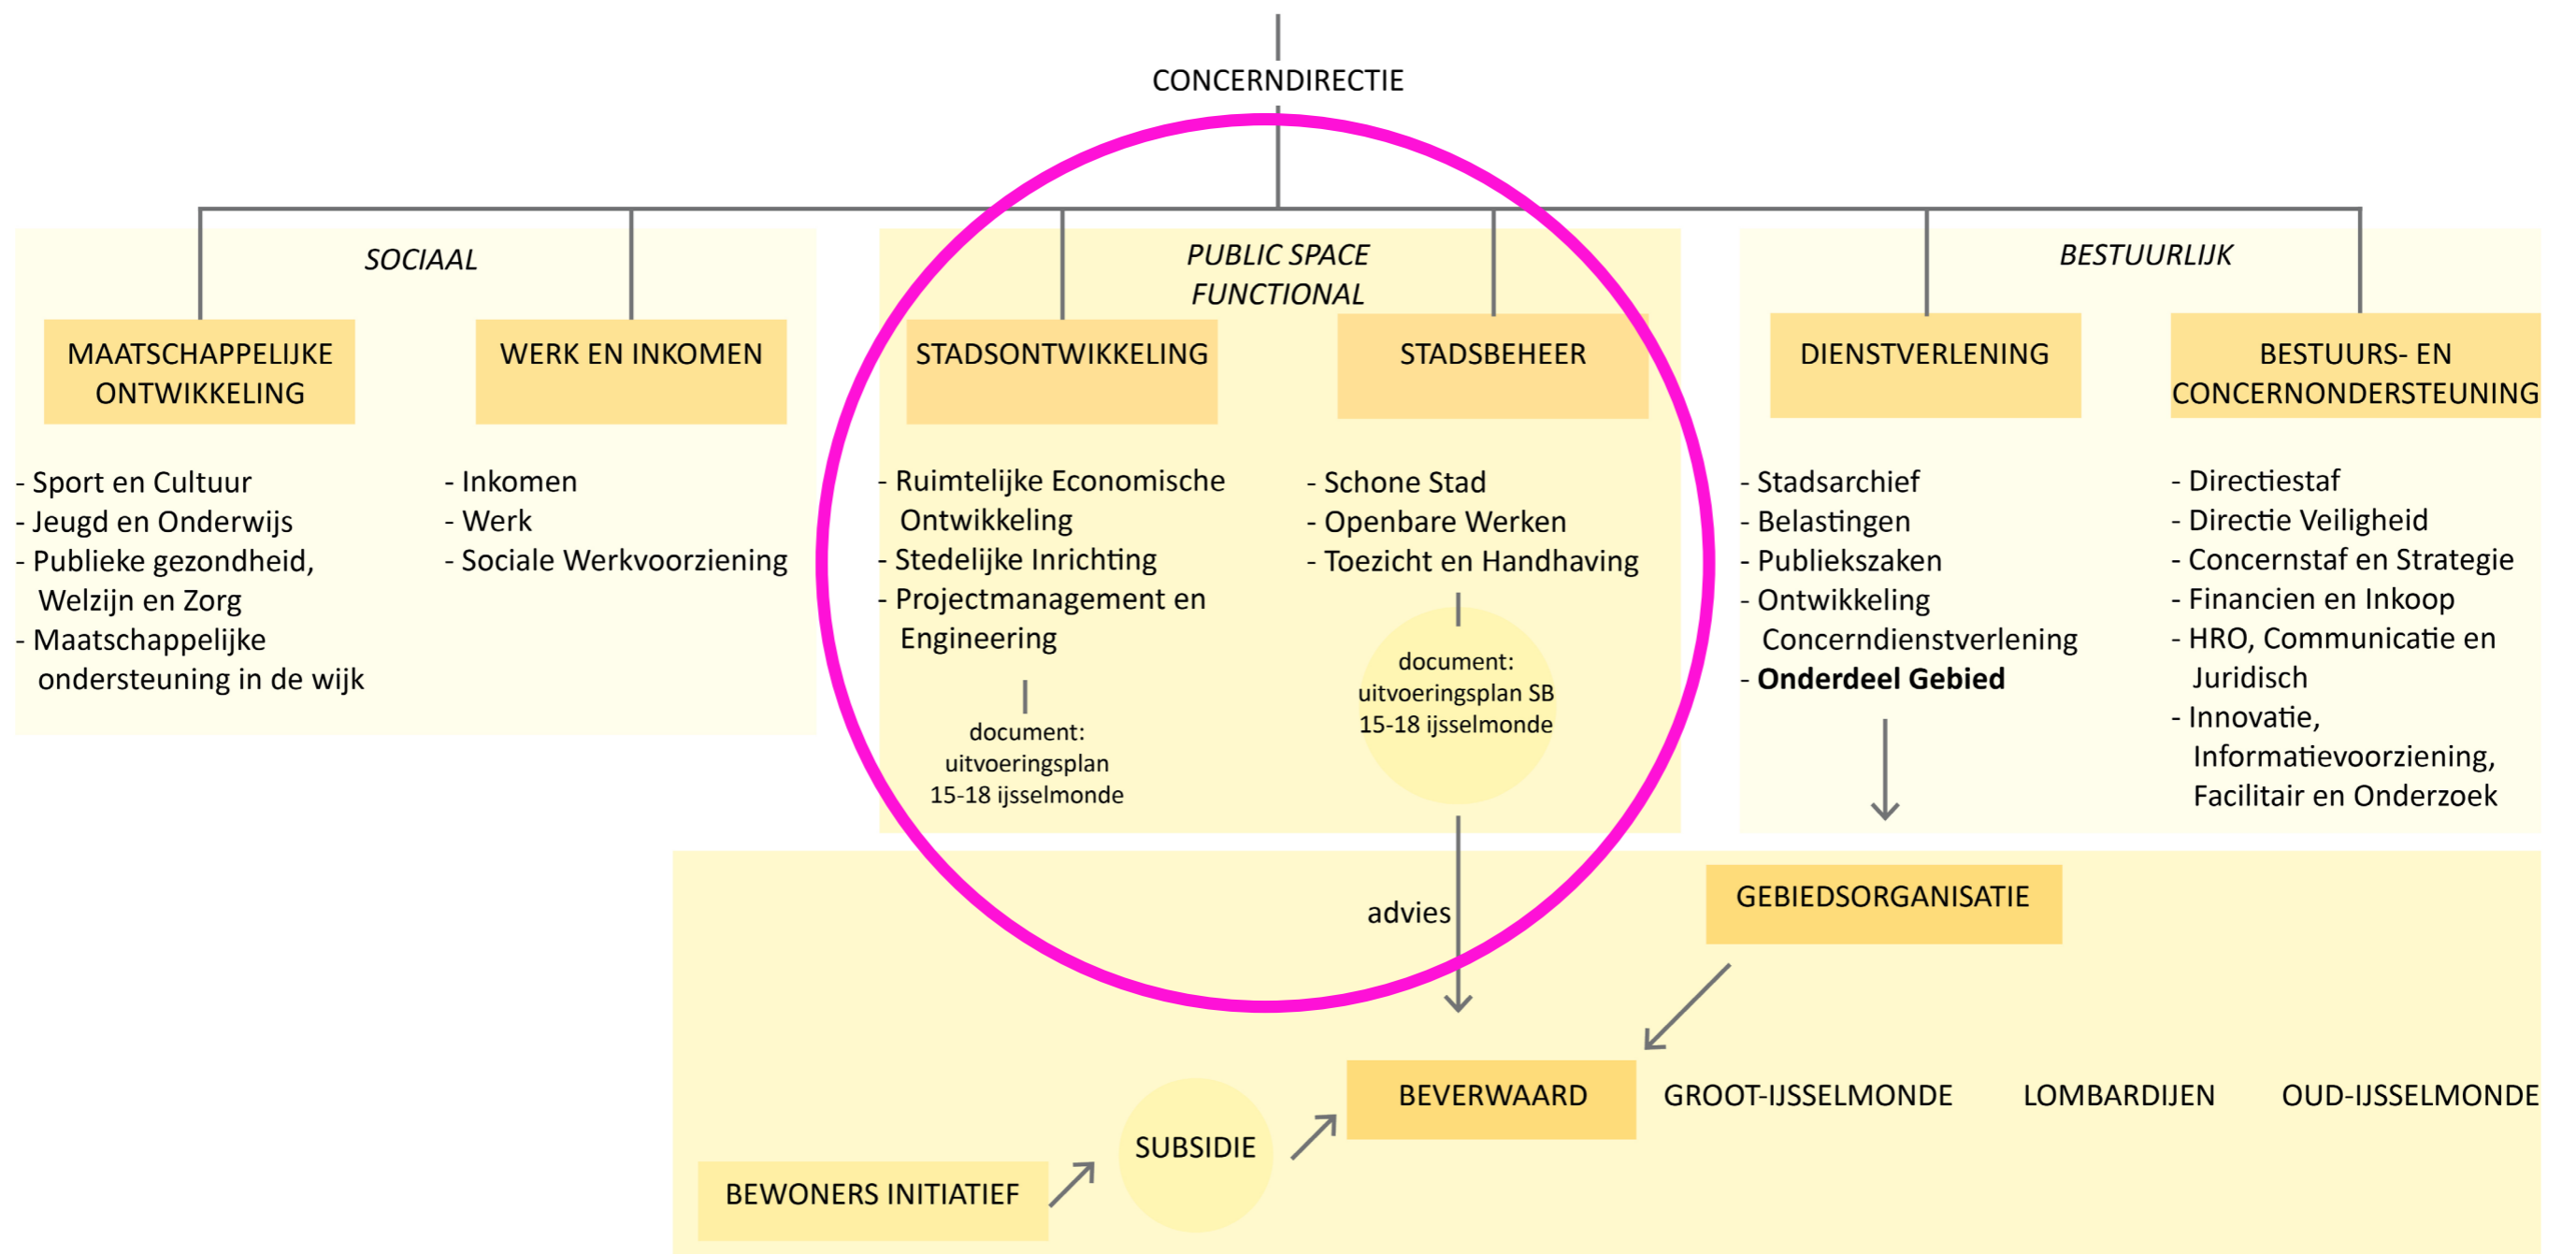 CONCERNDIRECTIE
SOCIAAL
MAATSCHAPPELIJKE
ONTWIKKELING
- Sport en Cultuur
- Jeugd en Onderwijs
- Publieke gezondheid,
Welzijn en Zorg
- Maatschappelijke
ondersteuning in de wijk
WERK EN INKOMEN
- Inkomen
- Werk
- Sociale Werkvoorziening
PUBLIC SPACE
FUNCTIONAL
STADSONTWIKKELING
- Ruimtelijke Economische
Ontwikkeling
- Stedelijke Inrichting
- Projectmanagement en
Engineering
document:
uitvoeringsplan
15-18 ijsselmonde
STADSBEHEER
- Schone Stad
- Openbare Werken
- Toezicht en Handhaving
document:
uitvoeringsplan SB
15-18 ijsselmonde
advies
BESTUURLIJK
DIENSTVERLENING
- Stadsarchief
- Belastingen
- Publiekszaken
- Ontwikkeling
Concerndienstverlening
- Onderdeel Gebied
BESTUURS- EN
CONCERNONDERSTEUNING
- Directiestaf
- Directie Veiligheid
- Concernstaf en Strategie
- Financien en Inkoop
- HRO, Communicatie en
Juridisch
- Innovatie,
Informatievoorziening,
Facilitair en Onderzoek
GEBIEDSORGANISATIE
BEVERWAARD
GROOT-IJSSELMONDE
LOMBARDIJEN
OUD-IJSSELMONDE
SUBSIDIE
BEWONERS INITIATIEF